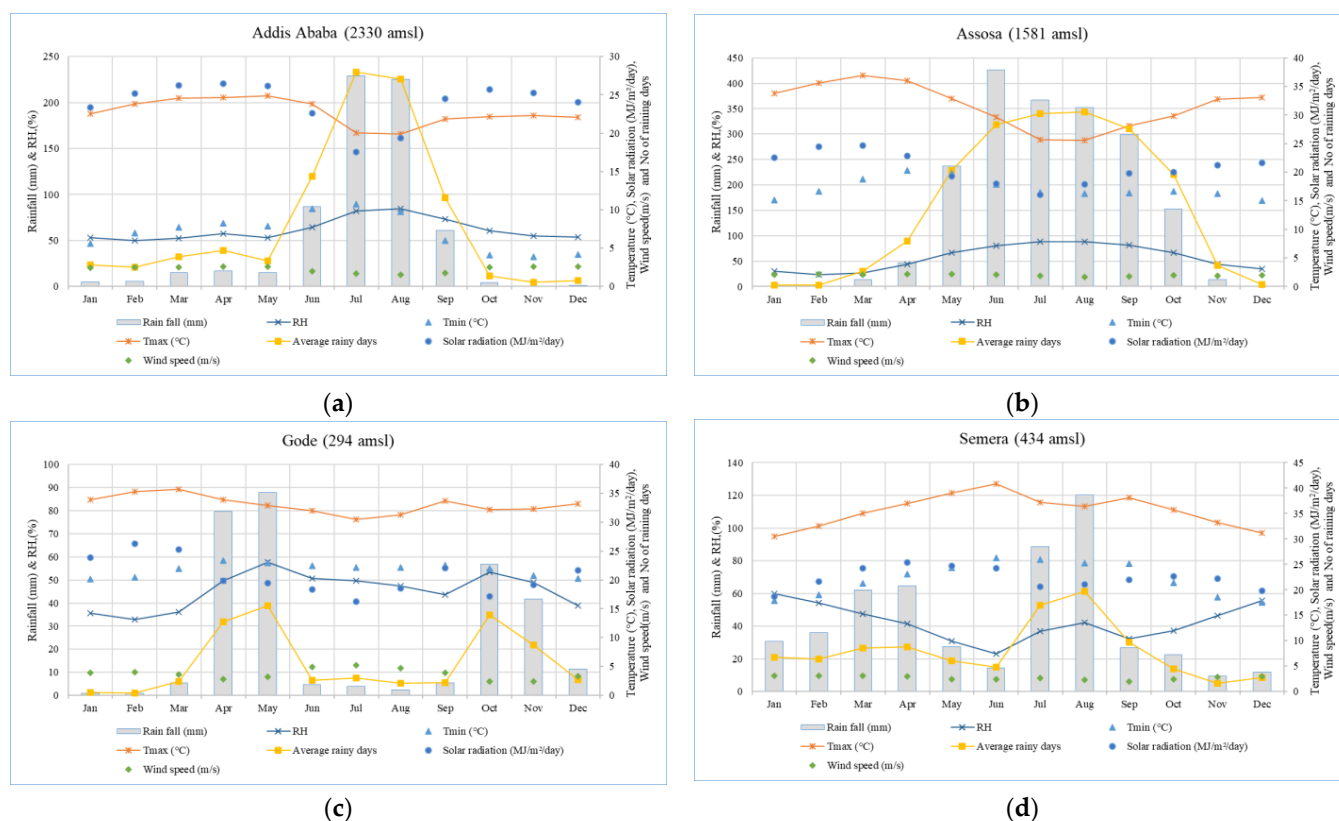 Addis Ababa (2330 amsl)
Rainfall (mm) & RH.(%)
250
200
150
100
50
0
30
25
20
15
10
5
0
Temperature (°C), Solar radiation (MJ/m²/day),
Wind speed(m/s) and No of raining days
Jan Feb Mar Apr May Jun Jul Aug Sep Oct Nov Dec
Rain fall (mm) RH Tmin (°C)
Tmax (°C) Average rainy days Solar radiation (MJ/m²/day)
Wind speed (m/s)
(a)
Assosa (1581 amsl)
Rainfall (mm) & RH.(%)
450
400
350
300
250
200
150
100
50
0
40
35
30
25
20
15
10
5
0
Temperature (°C), Solar radiation (MJ/m²/day),
Wind speed(m/s) and No of raining days
Jan Feb Mar Apr May Jun Jul Aug Sep Oct Nov Dec
Rain fall (mm) RH Tmin (°C)
Tmax (°C) Average rainy days Solar radiation (MJ/m²/day)
Wind speed (m/s)
(b)
Gode (294 amsl)
Rainfall (mm) & RH.(%)
100
90
80
70
60
50
40
30
20
10
0
40
35
30
25
20
15
10
5
0
Temperature (°C), Solar radiation (MJ/m²/day),
Wind speed(m/s) and No of raining days
Jan Feb Mar Apr May Jun Jul Aug Sep Oct Nov Dec
Rain fall (mm) RH Tmin (°C)
Tmax (°C) Average rainy days Solar radiation (MJ/m²/day)
Wind speed (m/s)
(c)
Semera (434 amsl)
Rainfall (mm) & RH.(%)
140
120
100
80
60
40
20
0
45
40
35
30
25
20
15
10
5
0
Temperature (°C), Solar radiation (MJ/m²/day),
Wind speed(m/s) and No of raining days
Jan Feb Mar Apr May Jun Jul Aug Sep Oct Nov Dec
Rain fall (mm) RH Tmin (°C)
Tmax (°C) Average rainy days Solar radiation (MJ/m²/day)
Wind speed (m/s)
(d)